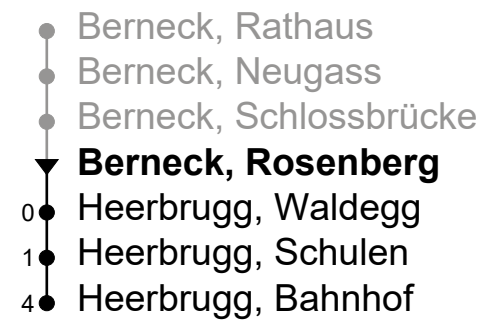 Berneck, Rathaus
Berneck, Neugass
Berneck, Schlossbrücke
Berneck, Rosenberg
0 Heerbrugg, Waldegg
1 Heerbrugg, Schulen
4 Heerbrugg, Bahnhof